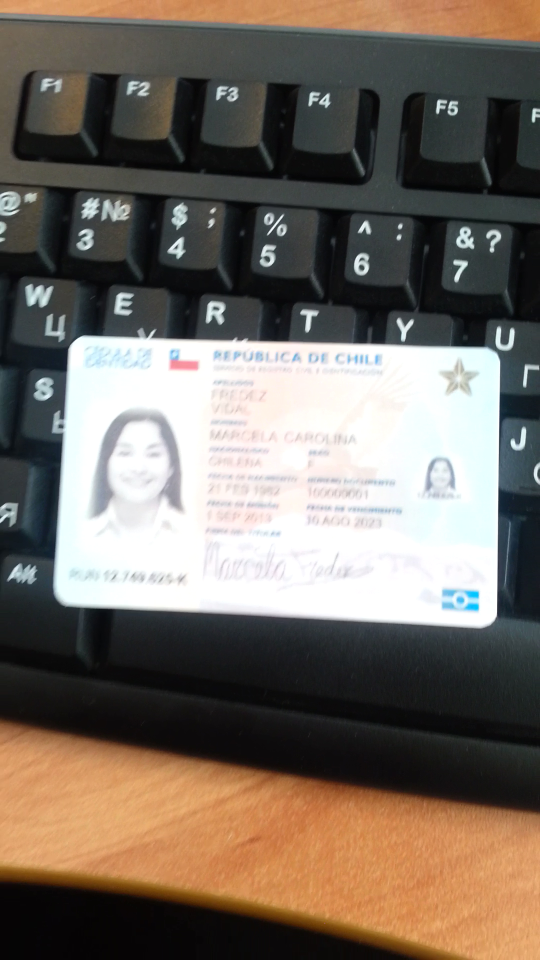 F1 F2 F3 F4 F5 F
@ 2 # № 3 $ ; 4 % 5 ^ : 6 & ? 7
W Ц E R T Y U
S J
Я
Alt
CÉDULA DE
IDENTIDAD
REPÚBLICA DE CHILE
SERVICIO DE REGISTRO CIVIL E IDENTIFICACIÓN
APELLIDOS
FREDEZ
VIDAL
NOMBRES
MARCELA CAROLINA
NACIONALIDAD SEXO
CHILENA F
FECHA DE NACIMIENTO NÚMERO DOCUMENTO
21 FEB 1982 100000001
FECHA DE EMISIÓN FECHA DE VENCIMIENTO
1 SEP 2013 30 AGO 2023
FIRMA DEL TITULAR
Marcela Fredez
RUN 12.749.625-K